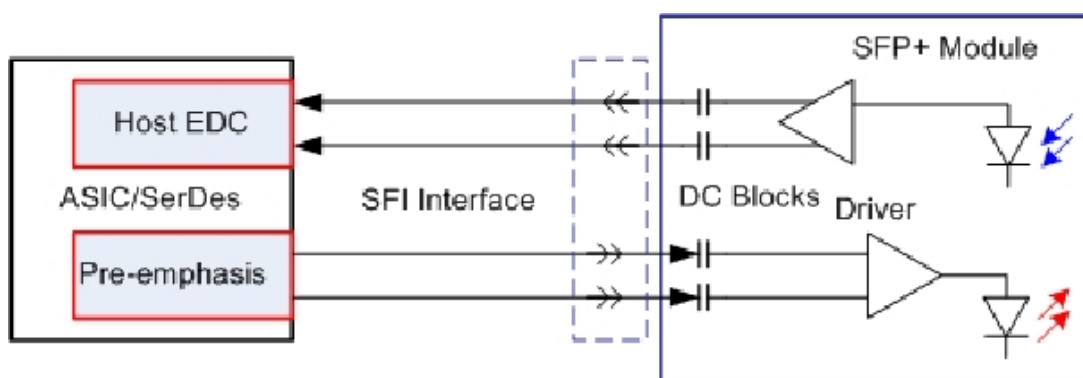 SFP+ Module
Host EDC
ASIC/SerDes
SFI Interface
DC Blocks
Driver
Pre-emphasis